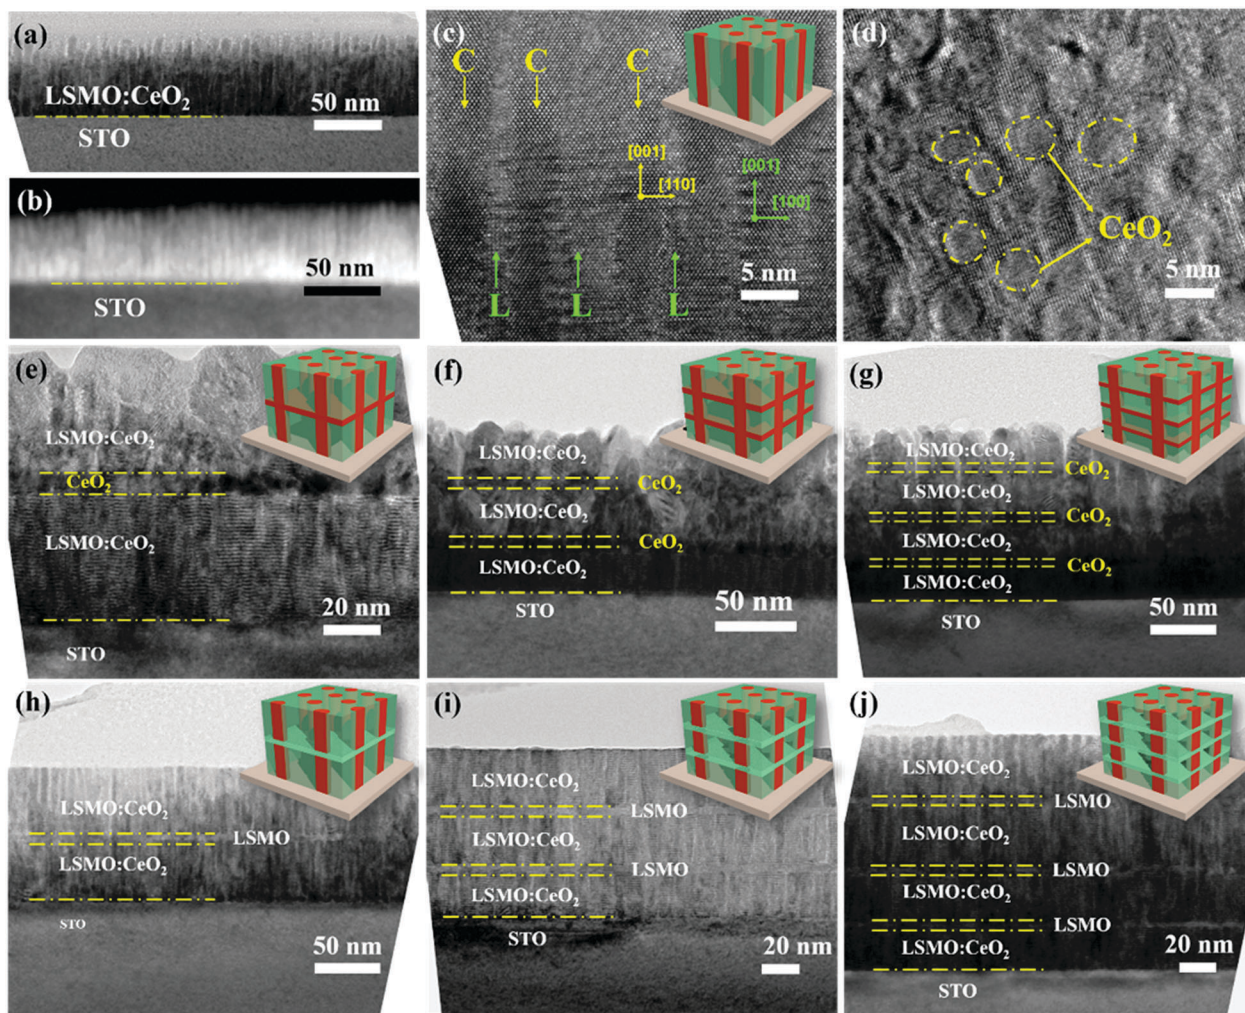 (a)
LSMO:CeO₂
50 nm
STO
(b)
50 nm
STO
(c)
C C C
[001]
[110]
[001]
[100]
L L L
5 nm
(d)
CeO₂
5 nm
(e)
LSMO:CeO₂
CeO₂
LSMO:CeO₂
20 nm
STO
(f)
LSMO:CeO₂
CeO₂
LSMO:CeO₂
CeO₂
LSMO:CeO₂
STO
50 nm
(g)
LSMO:CeO₂
CeO₂
LSMO:CeO₂
CeO₂
LSMO:CeO₂
CeO₂
LSMO:CeO₂
STO
50 nm
(h)
LSMO:CeO₂
LSMO
LSMO:CeO₂
STO
50 nm
(i)
LSMO:CeO₂
LSMO
LSMO:CeO₂
LSMO
LSMO:CeO₂
STO
20 nm
(j)
LSMO:CeO₂
LSMO
LSMO:CeO₂
LSMO
LSMO:CeO₂
LSMO
LSMO:CeO₂
20 nm
STO